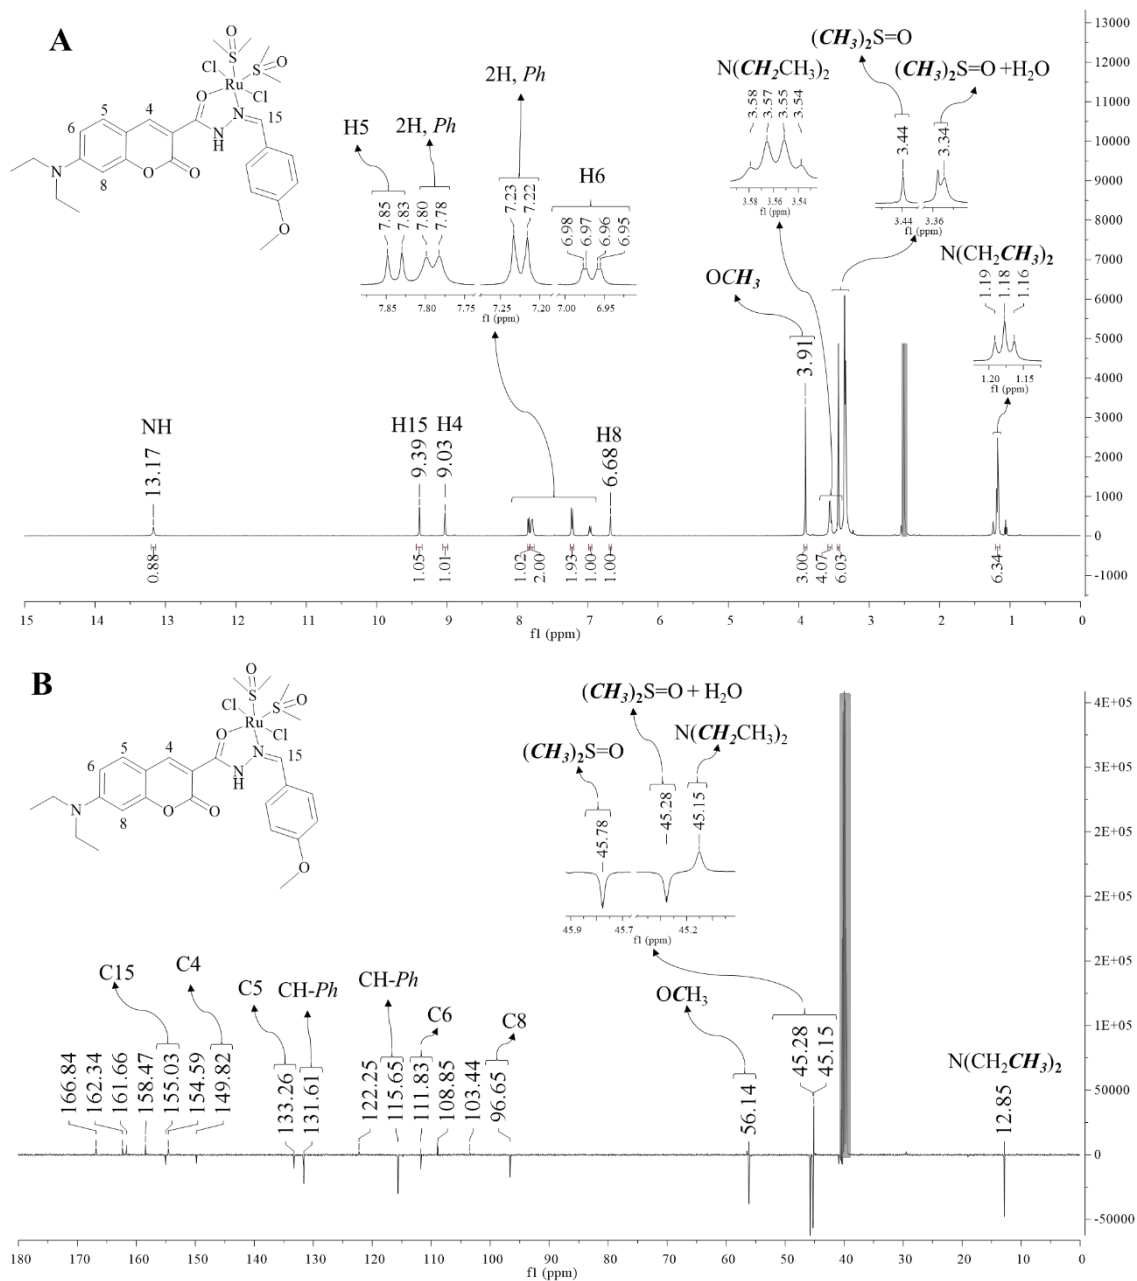 A
O
O
S
S
Cl
Ru
Cl
O
N
N
H
15
4
5
6
8
N
O
O
O
(CH3)2S=O
N(CH2CH3)2
(CH3)2S=O +H2O
2H, Ph
H5
2H, Ph
H6
3.58
3.57
3.55
3.54
3.44
3.34
7.85
7.83
7.80
7.78
7.23
7.22
6.98
6.97
6.96
6.95
3.58 3.56 3.54
f1 (ppm)
3.44 3.36
f1 (ppm)
7.85 7.80 7.75 7.25 7.20 7.00 6.95
f1 (ppm)
OCH3
N(CH2CH3)2
1.19
1.18
1.16
1.20 1.15
f1 (ppm)
NH
H15
H4
H8
13.17
9.39
9.03
6.68
3.91
0.88
1.05
1.01
1.02
2.00
1.93
1.00
1.00
3.00
4.07
6.03
6.34
13000
12000
11000
10000
9000
8000
7000
6000
5000
4000
3000
2000
1000
0
-1000
15 14 13 12 11 10 9 8 7 6 5 4 3 2 1 0
f1 (ppm)
B
O
O
S
S
Cl
Ru
Cl
O
N
N
H
15
4
5
6
8
N
O
O
O
(CH3)2S=O + H2O
N(CH2CH3)2
(CH3)2S=O
45.78
45.28
45.15
45.9 45.7 45.2
f1 (ppm)
C15
C4
C5
CH-Ph
CH-Ph
C6
C8
OCH3
N(CH2CH3)2
166.84
162.34
161.66
158.47
155.03
154.59
149.82
133.26
131.61
122.25
115.65
111.83
108.85
103.44
96.65
56.14
45.28
45.15
12.85
4E+05
3E+05
3E+05
2E+05
2E+05
2E+05
1E+05
50000
0
-50000
180 170 160 150 140 130 120 110 100 90 80 70 60 50 40 30 20 10 0
f1 (ppm)